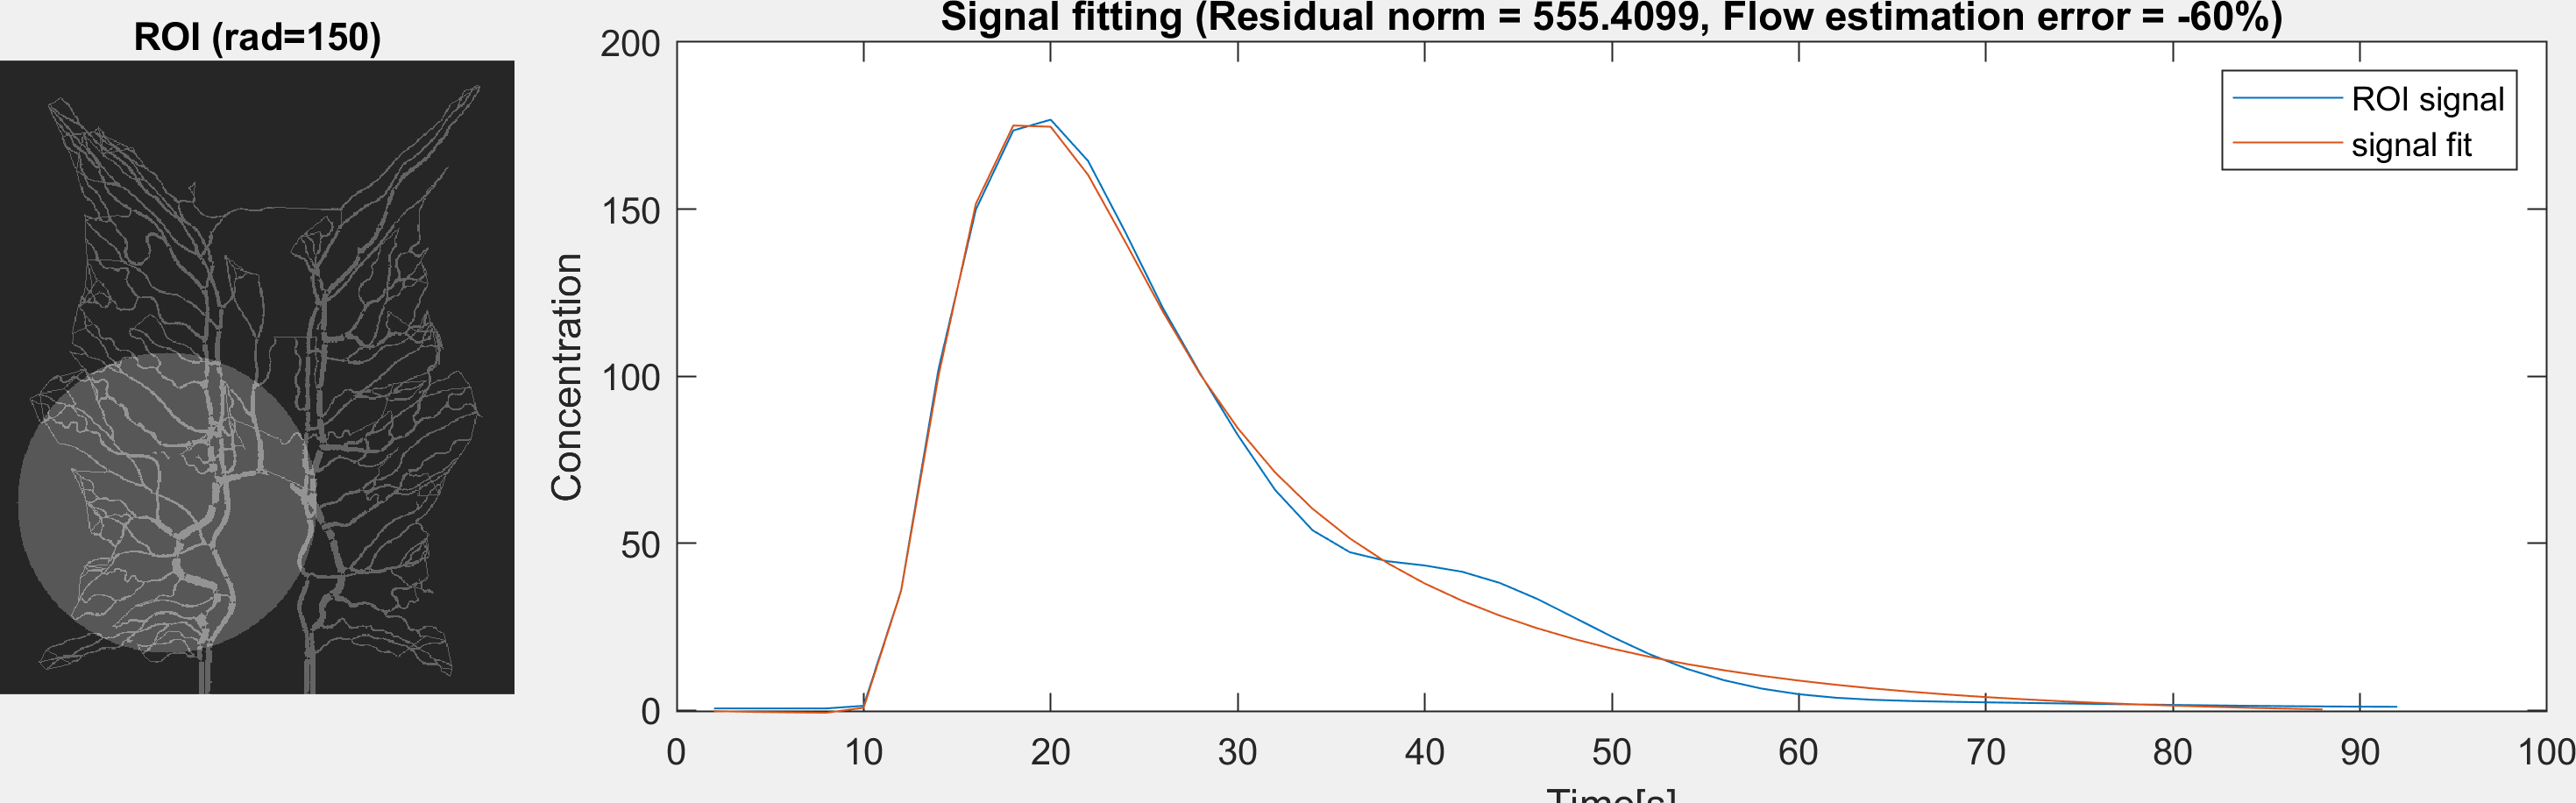 ROI (rad=150)
Signal fitting (Residual norm = 555.4099, Flow estimation error = -60%)
200
150
100
50
0
Concentration
ROI signal
signal fit
0 10 20 30 40 50 60 70 80 90 100
Time[s]